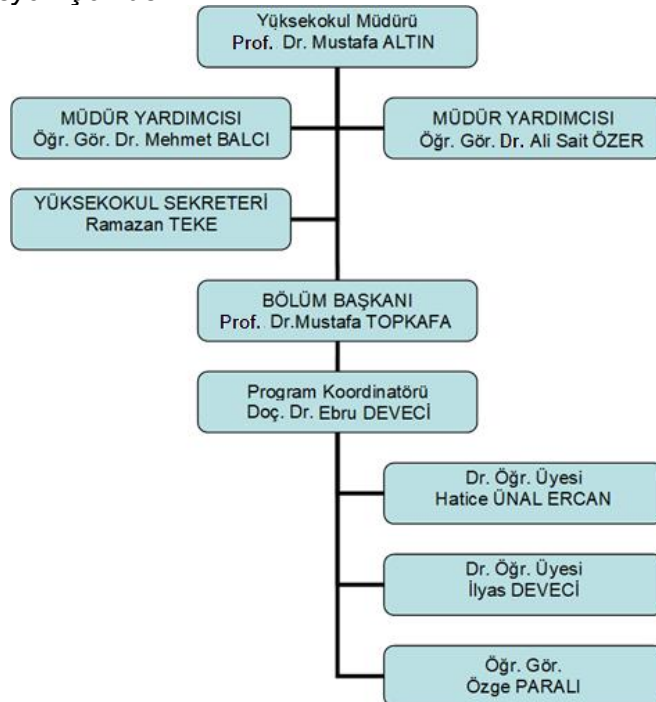 Yüksekokul Müdürü
Prof. Dr. Mustafa ALTIN
MÜDÜR YARDIMCISI
Öğr. Gör. Dr. Mehmet BALCI
MÜDÜR YARDIMCISI
Öğr. Gör. Dr. Ali Sait ÖZER
YÜKSEKOKUL SEKRETERİ
Ramazan TEKE
BÖLÜM BAŞKANI
Prof. Dr.Mustafa TOPKAFA
Program Koordinatörü
Doç. Dr. Ebru DEVECİ
Dr. Öğr. Üyesi
Hatice ÜNAL ERCAN
Dr. Öğr. Üyesi
İlyas DEVECİ
Öğr. Gör.
Özge PARALI